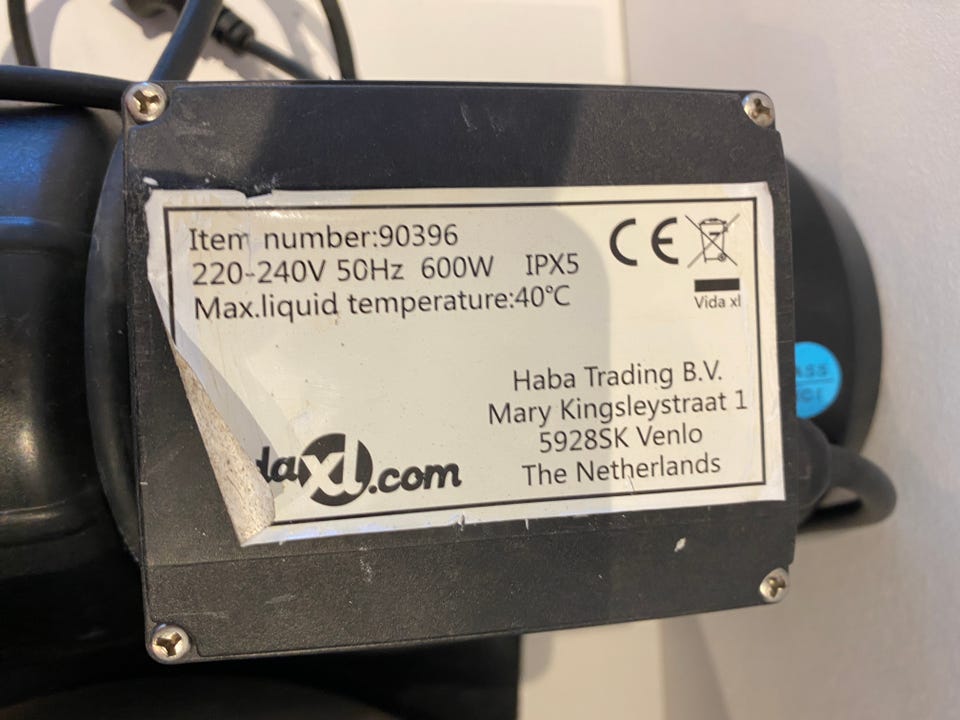 Item number:90396
220-240V 50Hz 600W IPX5
Max.liquid temperature:40℃
CE
Vida xl
Haba Trading B.V.
Mary Kingsleystraat 1
5928SK Venlo
The Netherlands
daXL.com